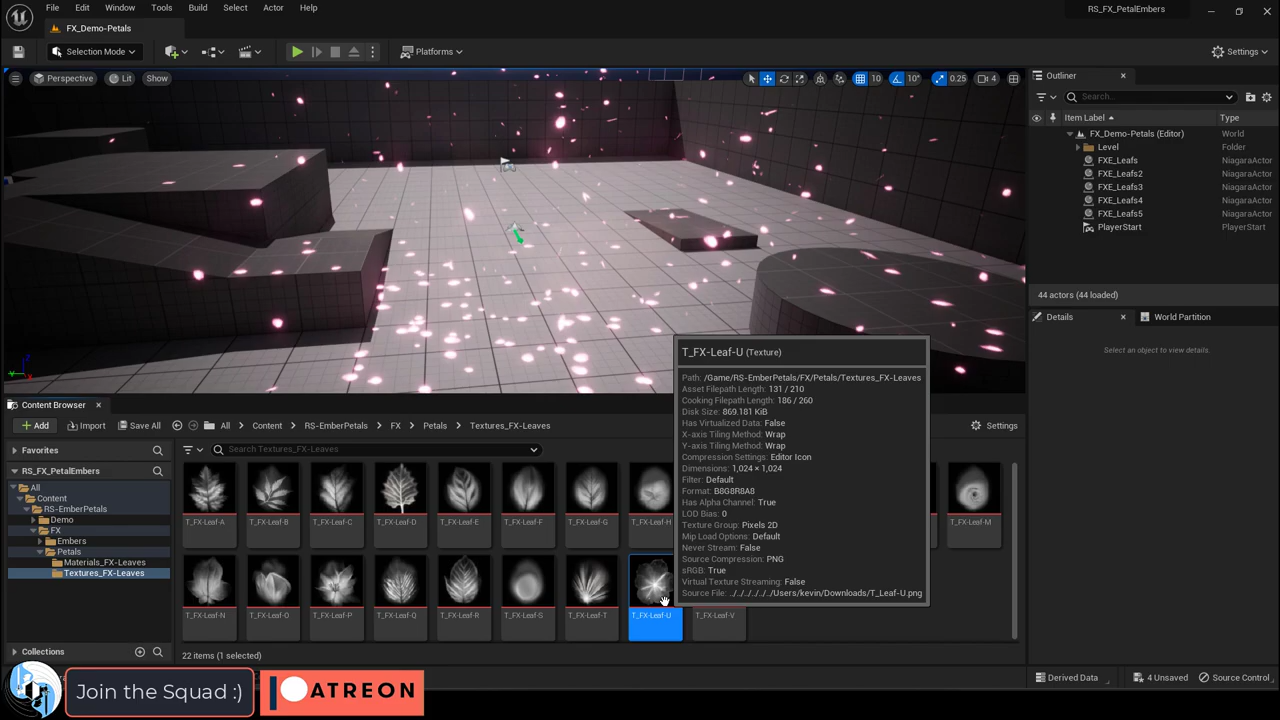 File Edit Window Tools Build Select Actor Help
RS_FX_PetalEmbers
FX_Demo-Petals
Selection Mode
Platforms
Settings
Perspective Lit Show
10 10° 0.25 4
Outliner
Search...
Item Label Type
FX_Demo-Petals (Editor) World
Level Folder
FXE_Leafs NiagaraActor
FXE_Leafs2 NiagaraActor
FXE_Leafs3 NiagaraActor
FXE_Leafs4 NiagaraActor
FXE_Leafs5 NiagaraActor
PlayerStart PlayerStart
44 actors (44 loaded)
Details World Partition
Select an object to view details.
T_FX-Leaf-U (Texture)
Path: /Game/RS-EmberPetals/FX/Petals/Textures_FX-Leaves
Asset Filepath Length: 131 / 210
Cooking Filepath Length: 186 / 260
Disk Size: 869.181 KiB
Has Virtualized Data: False
X-axis Tiling Method: Wrap
Y-axis Tiling Method: Wrap
Compression Settings: Editor Icon
Dimensions: 1,024 × 1,024
Filter: Default
Format: B8G8R8A8
Has Alpha Channel: True
LOD Bias: 0
Texture Group: Pixels 2D
Mip Load Options: Default
Never Stream: False
Source Compression: PNG
sRGB: True
Virtual Texture Streaming: False
Source File: ../../../../../Users/kevin/Downloads/T_Leaf-U.png
Content Browser
Add Import Save All All Content RS-EmberPetals FX Petals Textures_FX-Leaves Settings
Favorites
Search Textures_FX-Leaves
RS_FX_PetalEmbers
All
Content
RS-EmberPetals
Demo
FX
Embers
Petals
Materials_FX-Leaves
Textures_FX-Leaves
Collections
T_FX-Leaf-A T_FX-Leaf-B T_FX-Leaf-C T_FX-Leaf-D T_FX-Leaf-E T_FX-Leaf-F T_FX-Leaf-G T_FX-Leaf-H T_FX-Leaf-M
T_FX-Leaf-N T_FX-Leaf-O T_FX-Leaf-P T_FX-Leaf-Q T_FX-Leaf-R T_FX-Leaf-S T_FX-Leaf-T T_FX-Leaf-U T_FX-Leaf-V
22 items (1 selected)
Join the Squad :)
PATREON
Derived Data 4 Unsaved Source Control